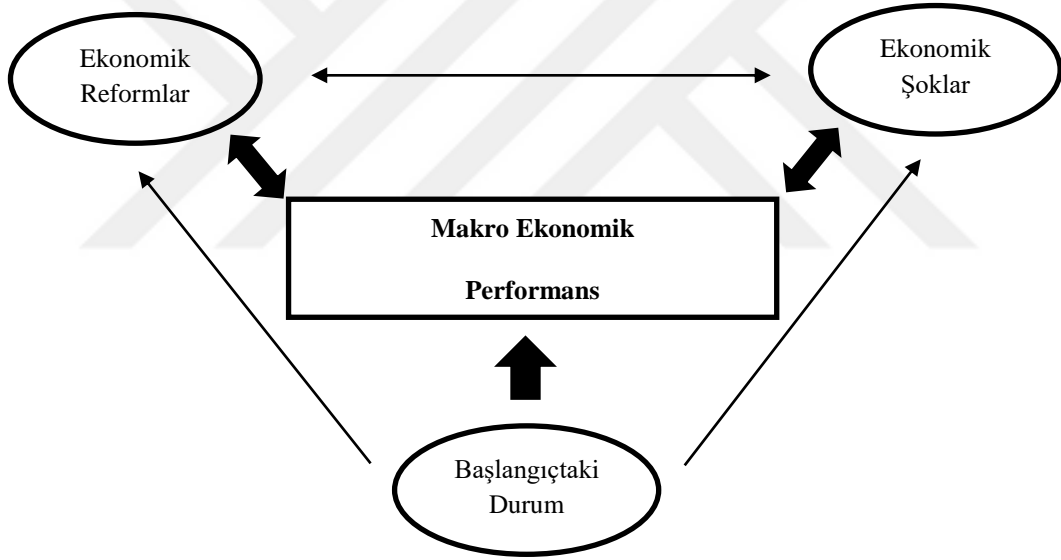 Ekonomik
Reformlar
Ekonomik
Şoklar
Makro Ekonomik
Performans
Başlangıçtaki
Durum